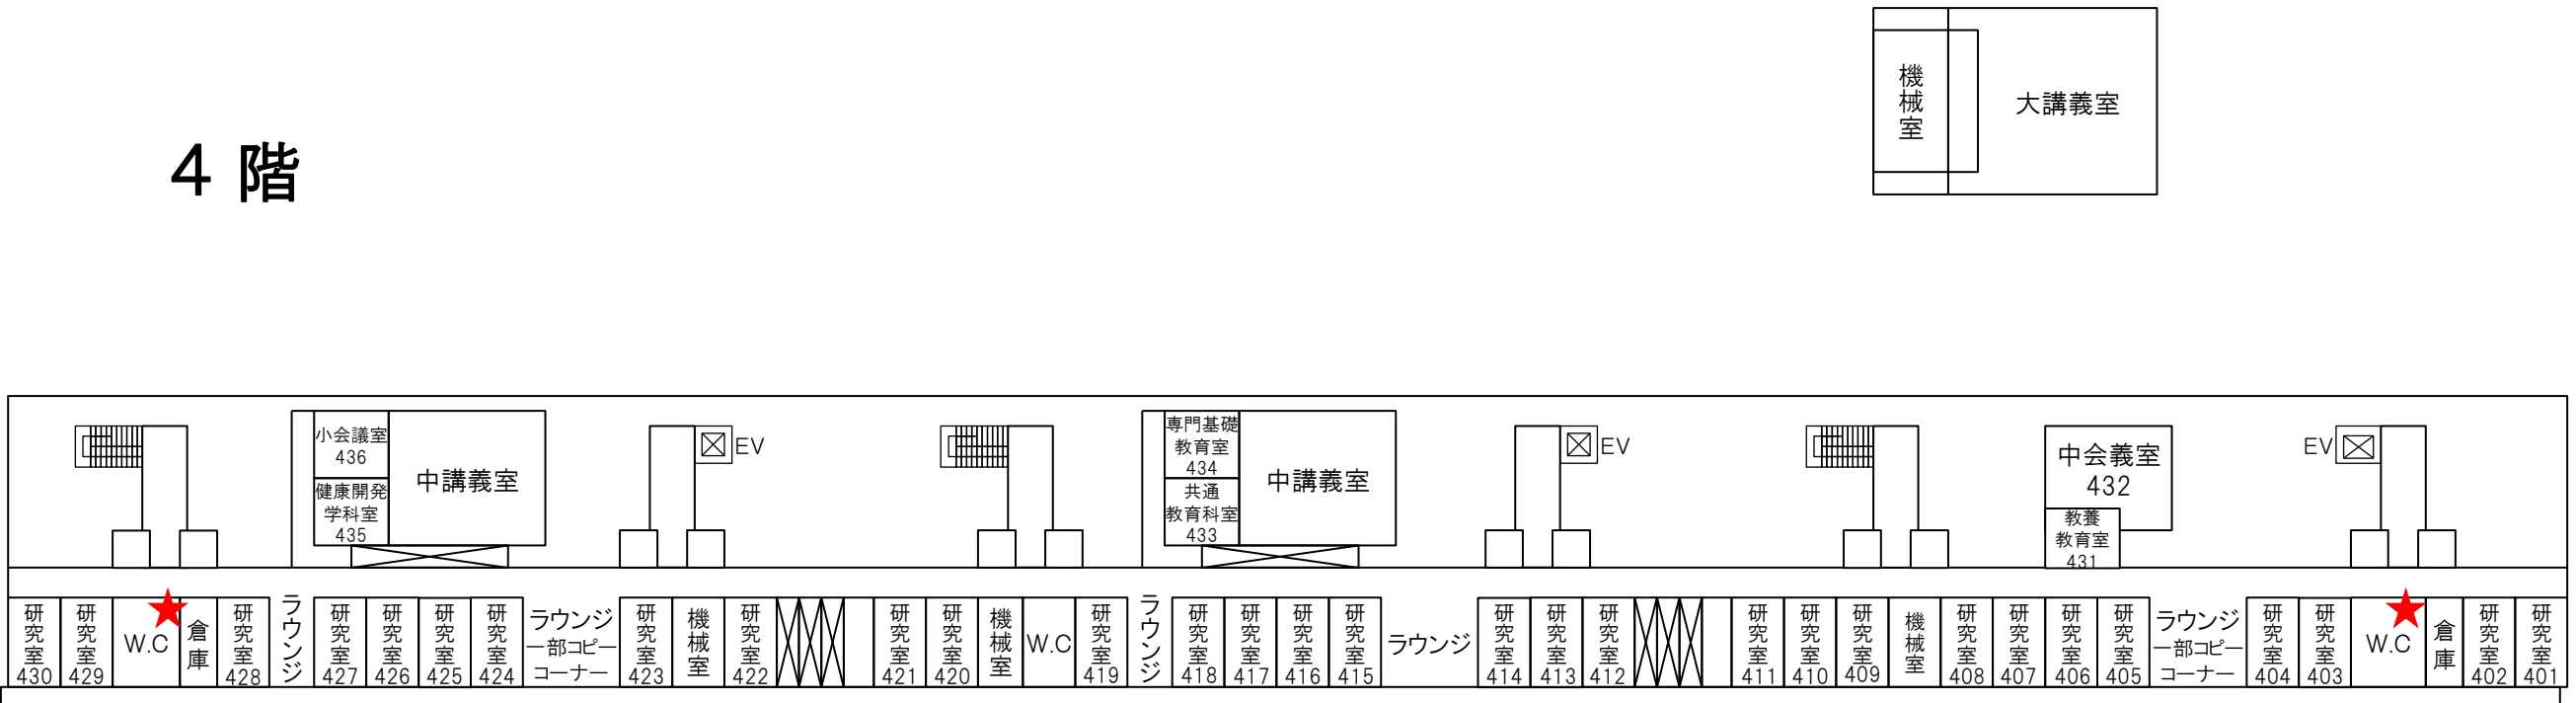 機械室
大講義室
4 階
小会議室
436
健康開発
学科室
435
中講義室
EV
専門基礎
教育室
434
共通
教育科室
433
中講義室
EV
中会義室
432
教養
教育室
431
EV
研究室
430
研究室
429
W.C
倉庫
研究室
428
ラウンジ
研究室
427
研究室
426
研究室
425
研究室
424
ラウンジ
一部コピー
コーナー
研究室
423
機械室
研究室
422
研究室
421
研究室
420
機械室
W.C
研究室
419
ラウンジ
研究室
418
研究室
417
研究室
416
研究室
415
ラウンジ
研究室
414
研究室
413
研究室
412
研究室
411
研究室
410
研究室
409
機械室
研究室
408
研究室
407
研究室
406
研究室
405
ラウンジ
一部コピー
コーナー
研究室
404
研究室
403
W.C
倉庫
研究室
402
研究室
401